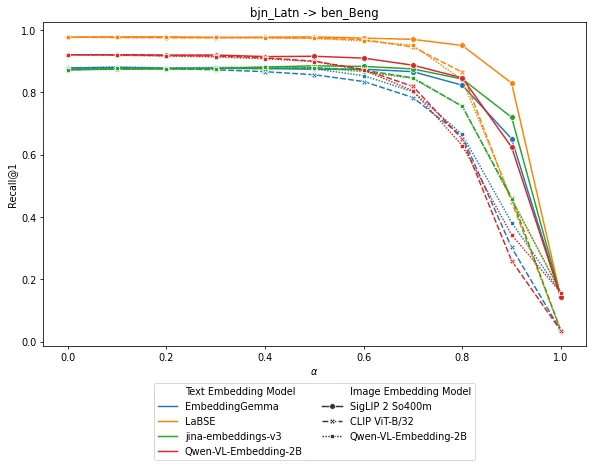 bjn_Latn -> ben_Beng
Recall@1
1.0
0.8
0.6
0.4
0.2
0.0
0.0 0.2 0.4 0.6 0.8 1.0
α
Text Embedding Model Image Embedding Model
EmbeddingGemma SigLIP 2 So400m
LaBSE CLIP ViT-B/32
jina-embeddings-v3 Qwen-VL-Embedding-2B
Qwen-VL-Embedding-2B